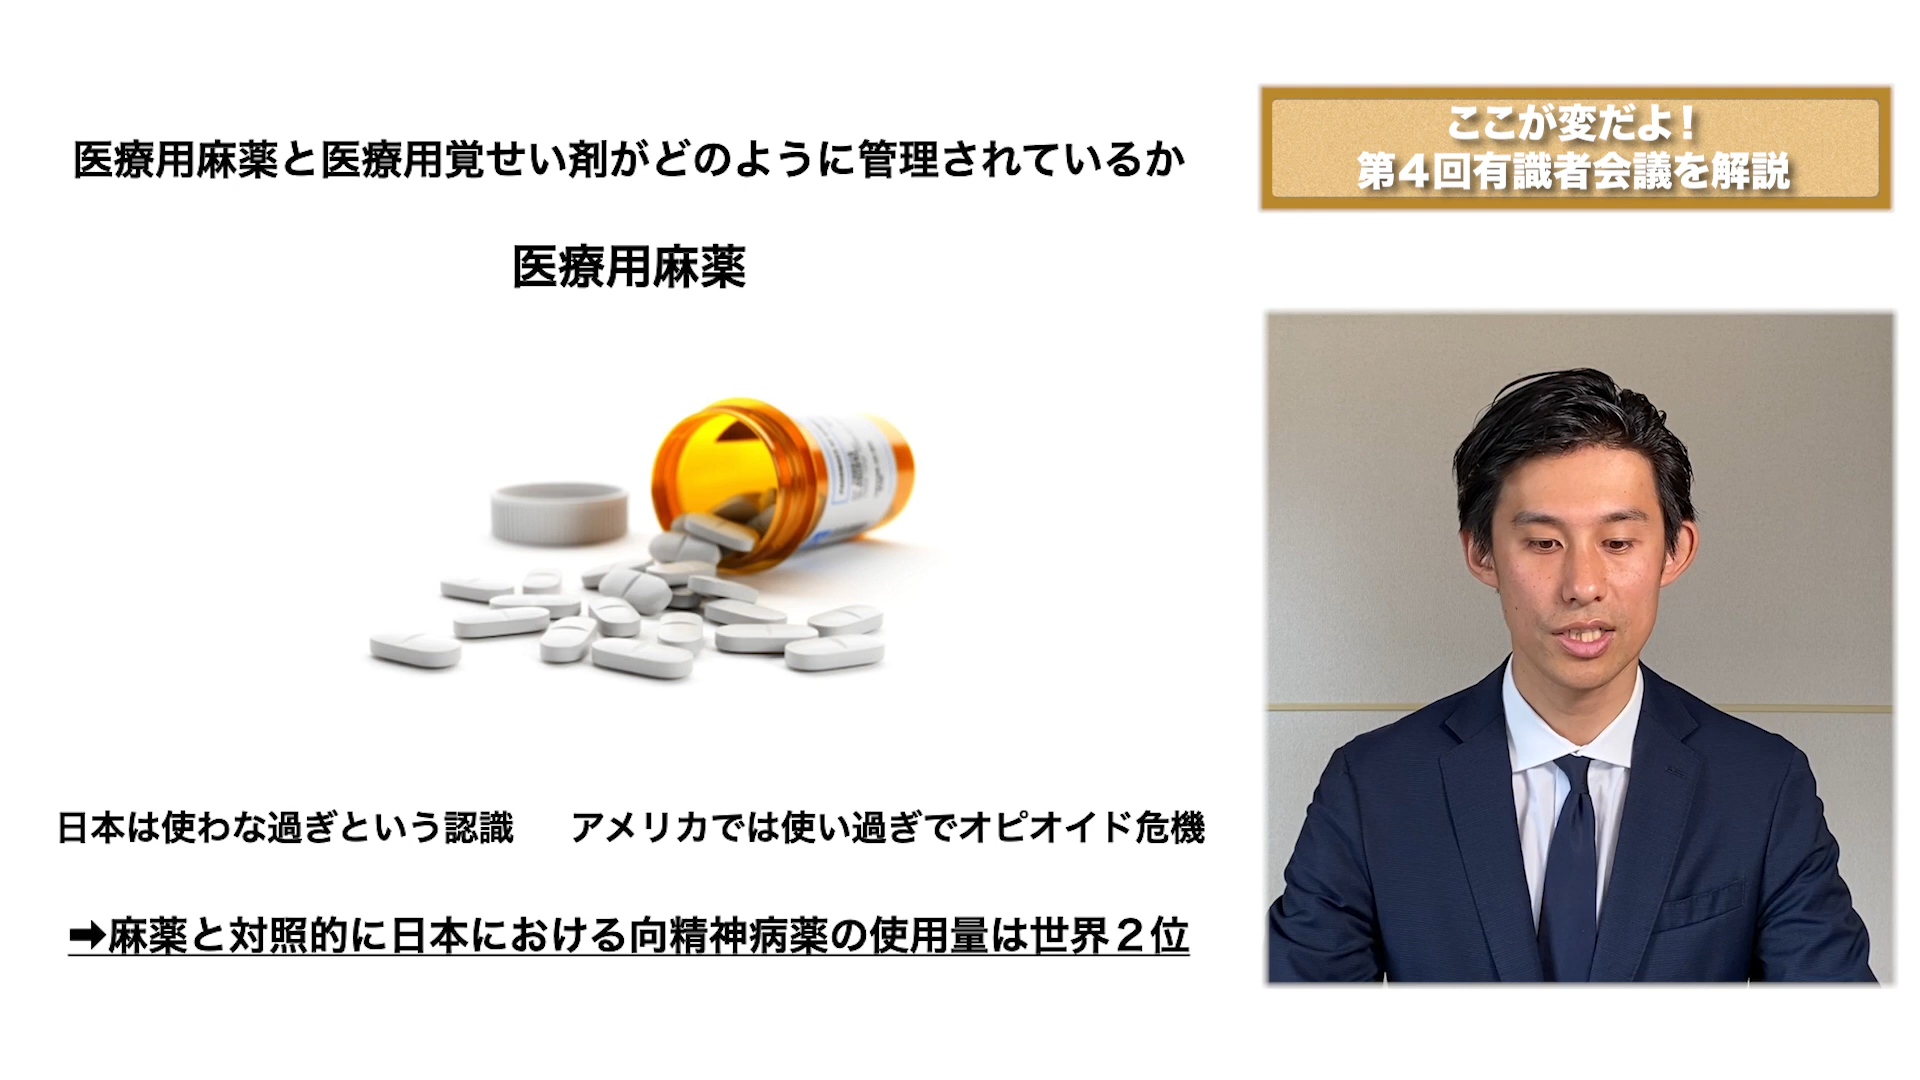 医療用麻薬と医療用覚せい剤がどのように管理されているか
ここが変だよ！
第４回有識者会議を解説
医療用麻薬
日本は使わな過ぎという認識
アメリカでは使い過ぎでオピオイド危機
➡麻薬と対照的に日本における向精神病薬の使用量は世界２位